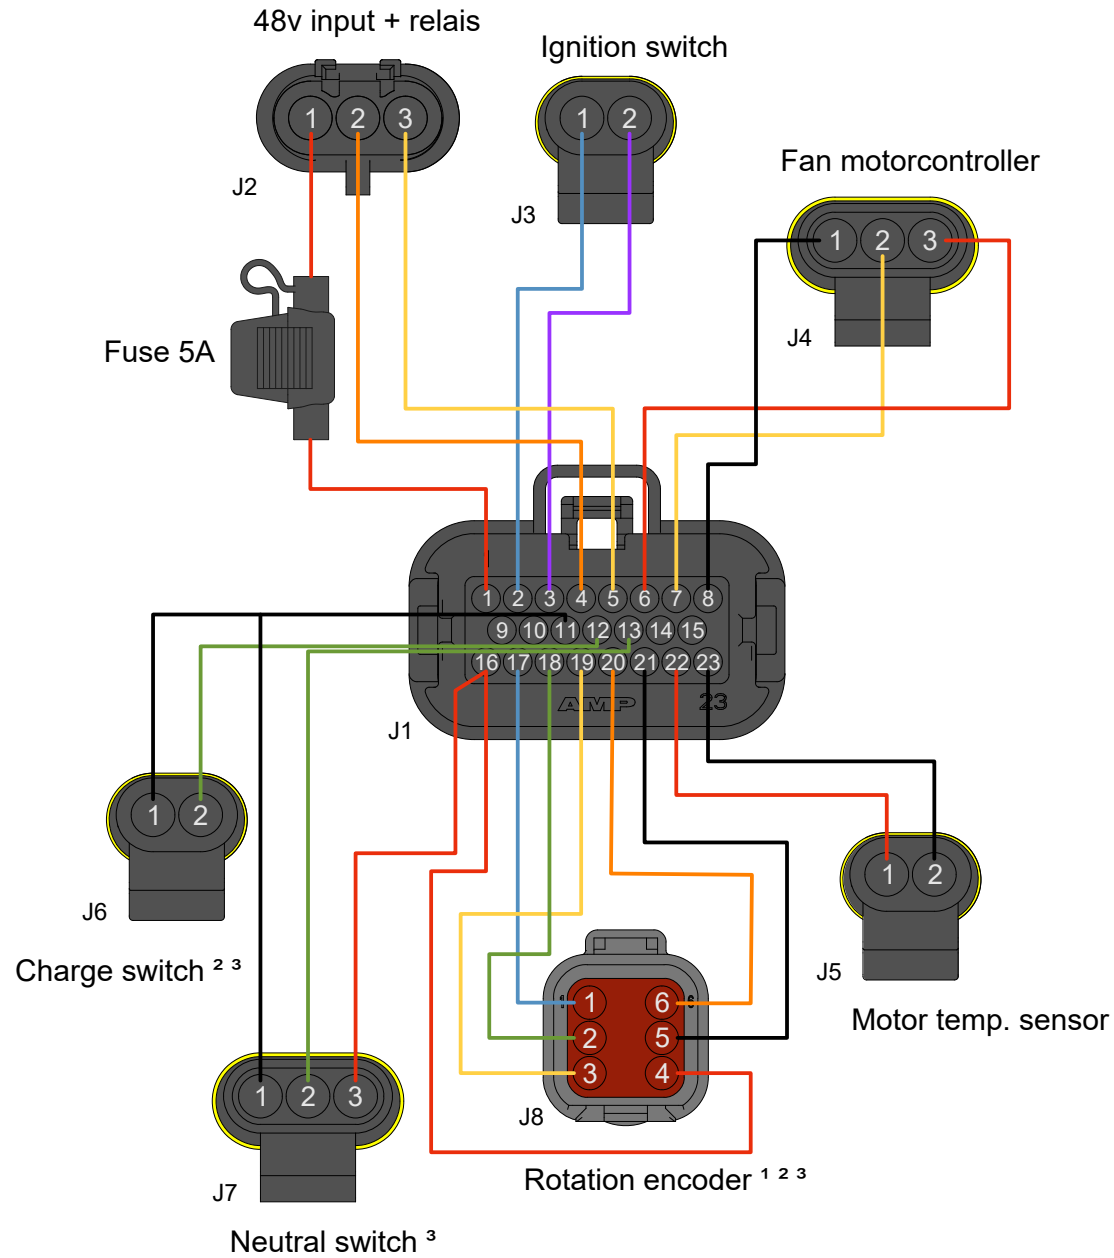 48v input + relais
Ignition switch
1 2 3
1 2
Fan motorcontroller
J2
J3
1 2 3
Fuse 5A
J4
1 2 3 4 5 6 7 8
9 10 11 12 13 14 15
16 17 18 19 20 21 22 23
AMP 23
J1
1 2
1 2
J6
Charge switch ² ³
J5
Motor temp. sensor
1 1 6 6
2 5
3 4
1 2 3
J8
Rotation encoder ¹ ² ³
J7
Neutral switch ³